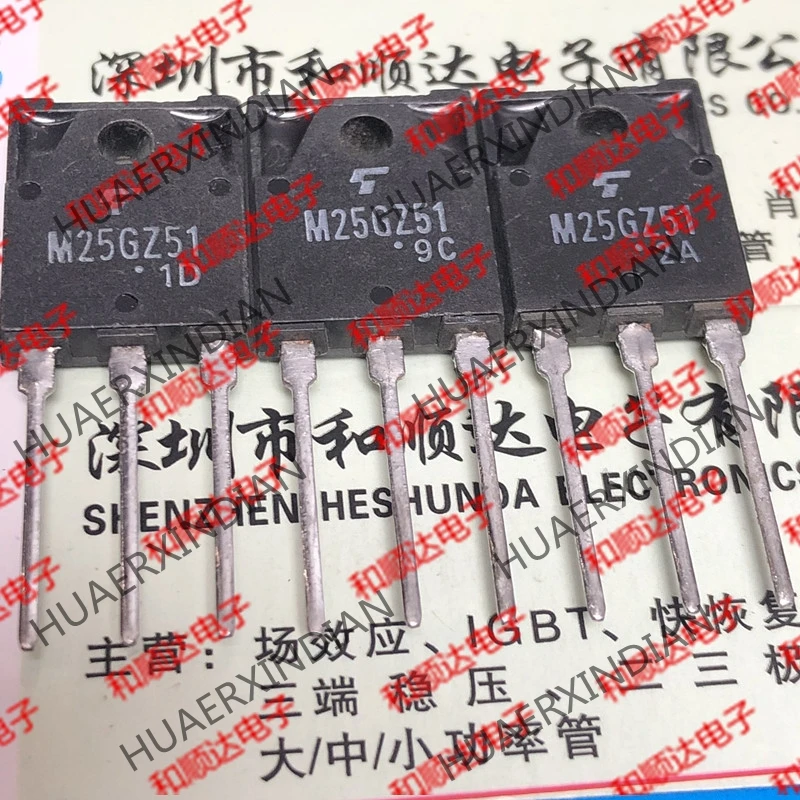 深圳市和顺达电子有限公
S CO.
M25GZ51
1D
M25GZ51
9C
M25GZ51
2A
肖
管
深圳市和顺达电子有限
SHENZHEN HESHUNDA ELECTRONICS
主营：场效应、IGBT、快恢复
三端稳压、二三极
大/中/小功率管
HUAERXINDIAN
和顺达电子